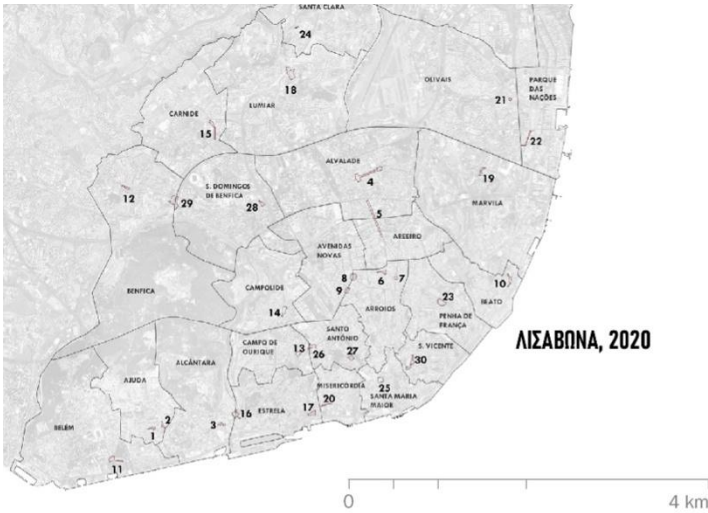 SANTA CLARA
24
OLIVAIS
PARQUE
DAS
NAÇÕES
18
21
LUMIAR
CARNIDE
15
22
ALVALADE
4
19
S. DOMINGOS
DE BENFICA
12
29
28
MARVILA
5
AREEIRO
AVENIDAS
NOVAS
8
6
7
10
9
BENFICA
CAMPOLIDE
14
ARROIOS
23
BEATO
PENHA DE
FRANÇA
SANTO
ANTÓNIO
CAMPO DE
OURIQUE
13
26
27
S. VICENTE
30
ΛΙΣΑΒΩΝΑ, 2020
ALCÂNTARA
AJUDA
MISERICÓRDIA
25
SANTA MARIA
MAIOR
20
17
ESTRELA
16
3
2
1
BELÉM
11
0
4 km